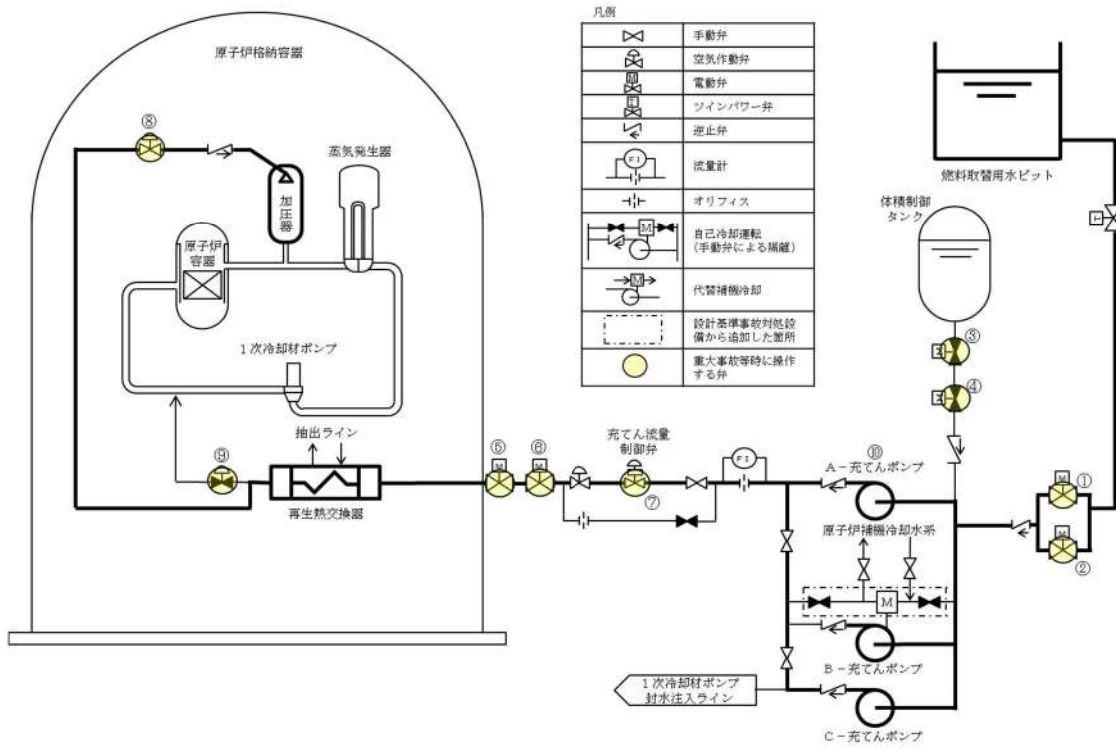 原子炉格納容器
⑧
蒸気発生器
加圧器
原子炉
容器
1次冷却材ポンプ
抽出ライン
⑨
再生熱交換器
凡例
手動弁
空気作動弁
M
電動弁
T
ツインパワー弁
逆止弁
FI
流量計
オリフィス
M
自己冷却運転
(手動弁による隔離)
M
代替補機冷却
設計基準事故対処設
備から追加した箇所
重大事故等時に操作
する弁
燃料取替用水ピット
T
体積制御
タンク
M
③
M
④
⑤
M
⑥
M
充てん流量
制御弁
⑦
FI
⑩
A-充てんポンプ
原子炉補機冷却水系
M
B-充てんポンプ
1次冷却材ポンプ
封水注入ライン
C-充てんポンプ
M
①
M
②